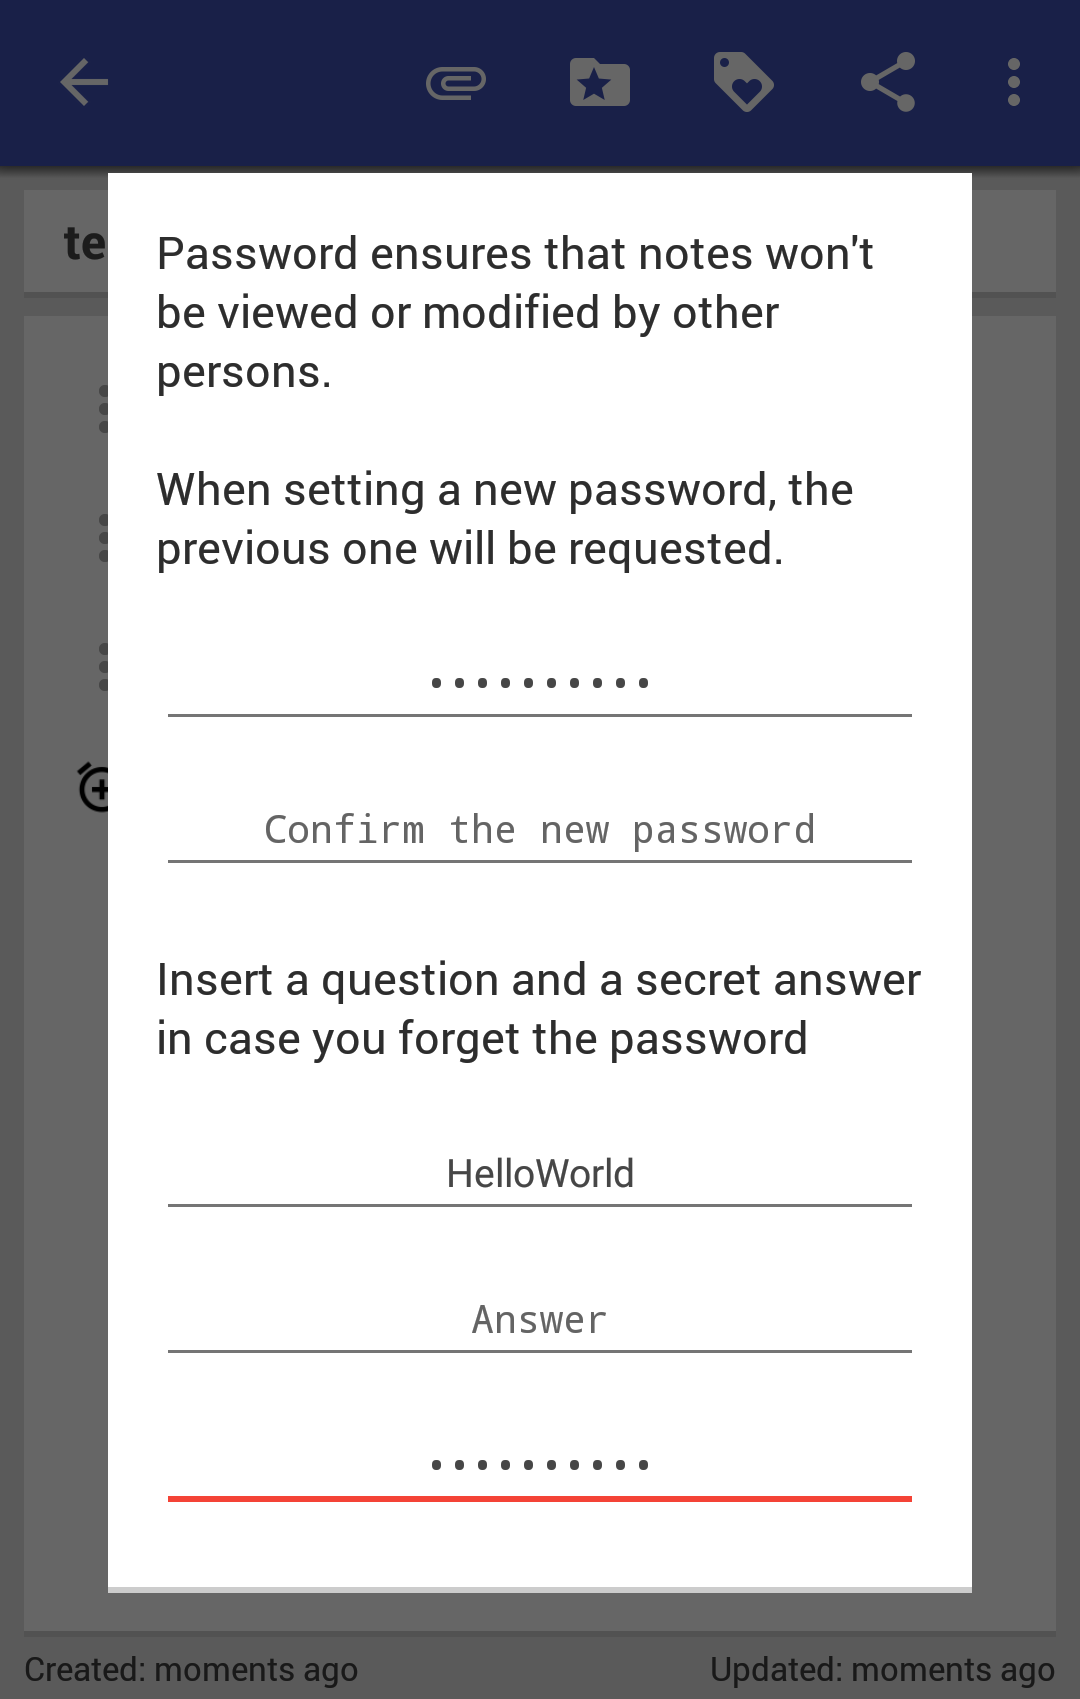 te
Password ensures that notes won't
be viewed or modified by other
persons.
When setting a new password, the
previous one will be requested.
••••••••••
Confirm the new password
Insert a question and a secret answer
in case you forget the password
HelloWorld
Answer
••••••••••
Created: moments ago
Updated: moments ago